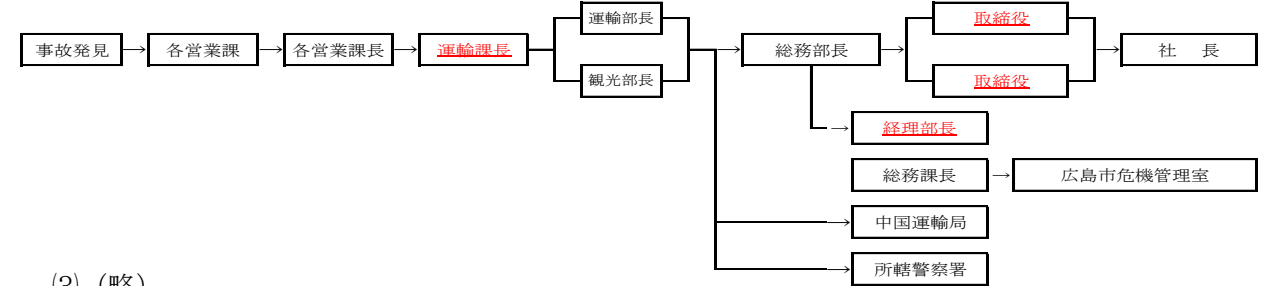 運輸部長
取締役
事故発見
各営業課
各営業課長
運輸課長
総務部長
社　長
観光部長
取締役
経理部長
総務課長
広島市危機管理室
中国運輸局
所轄警察署
⑶（略）